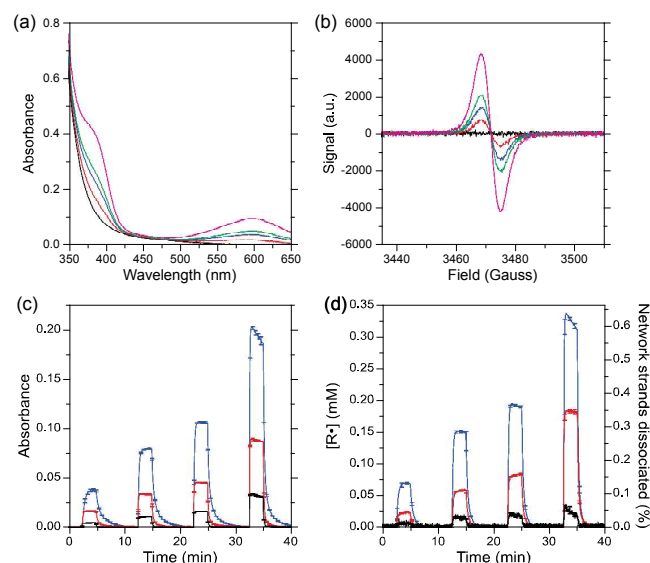 (a)
0.8
0.6
0.4
0.2
0.0
Absorbance
350 400 450 500 550 600 650
Wavelength (nm)
(b)
6000
4000
2000
0
-2000
-4000
-6000
Signal (a.u.)
3440 3460 3480 3500
Field (Gauss)
(c)
0.20
0.15
0.10
0.05
0.00
Absorbance
0 10 20 30 40
Time (min)
(d)
0.35
0.30
0.25
0.20
0.15
0.10
0.05
0.00
[R•] (mM)
0 10 20 30 40
Time (min)
0.6
0.5
0.4
0.3
0.2
0.1
0.0
Network strands dissociated (%)